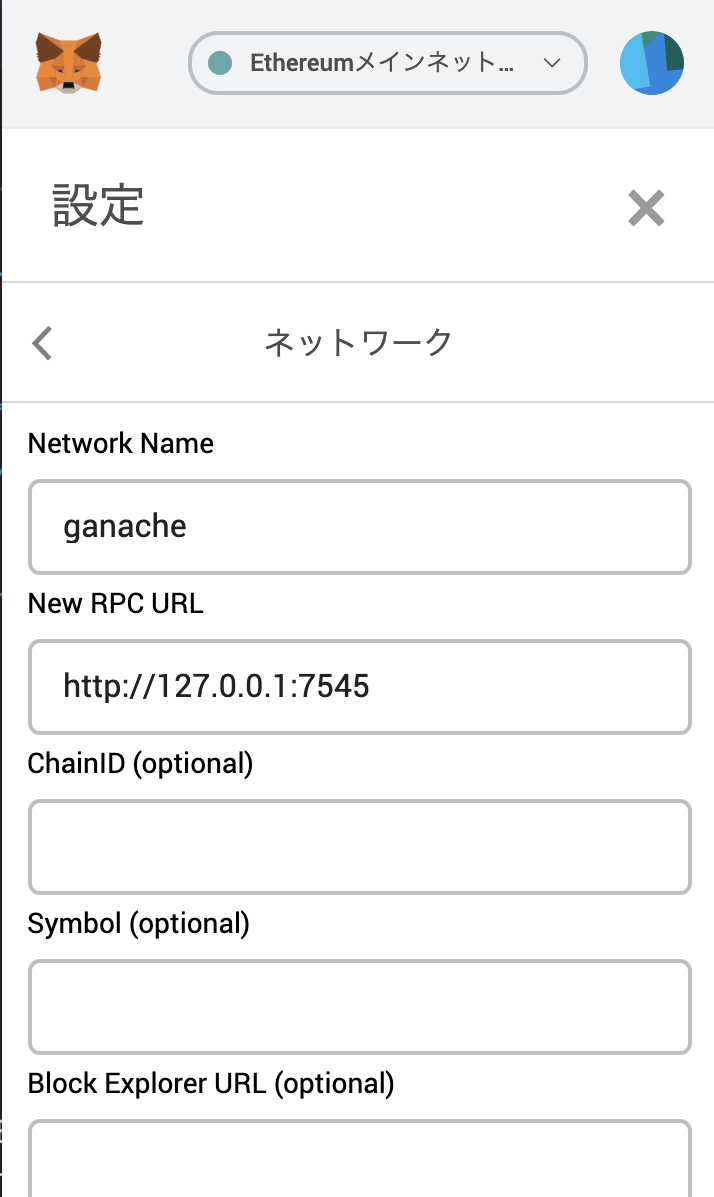 Ethereumメインネット...
設定
ネットワーク
Network Name
ganache
New RPC URL
http://127.0.0.1:7545
ChainID (optional)
Symbol (optional)
Block Explorer URL (optional)